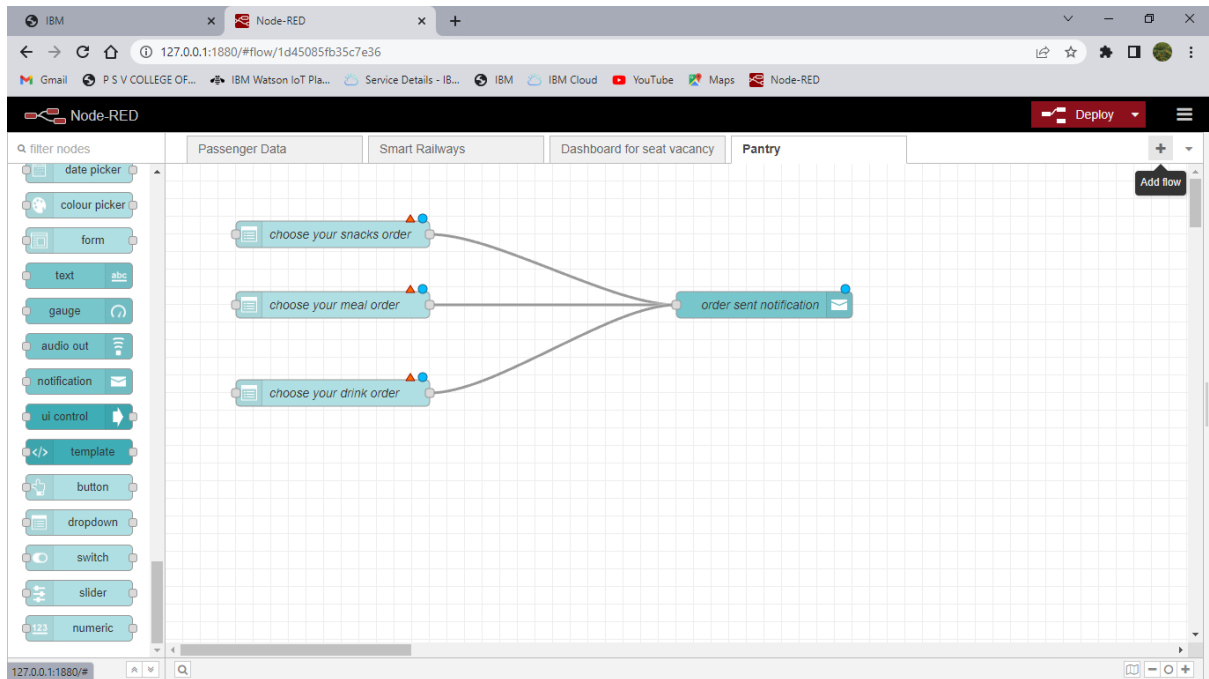 IBM
Node-RED
127.0.0.1:1880/#flow/1d45085fb35c7e36
Gmail P S V COLLEGE OF... IBM Watson IoT Pla... Service Details - IB... IBM IBM Cloud YouTube Maps Node-RED
Node-RED Deploy
filter nodes Passenger Data Smart Railways Dashboard for seat vacancy Pantry
Add flow
date picker
colour picker
form
text abc
gauge
audio out
notification
ui control
</> template
button
dropdown
switch
slider
123 numeric
choose your snacks order
choose your meal order
order sent notification
choose your drink order
127.0.0.1:1880/#